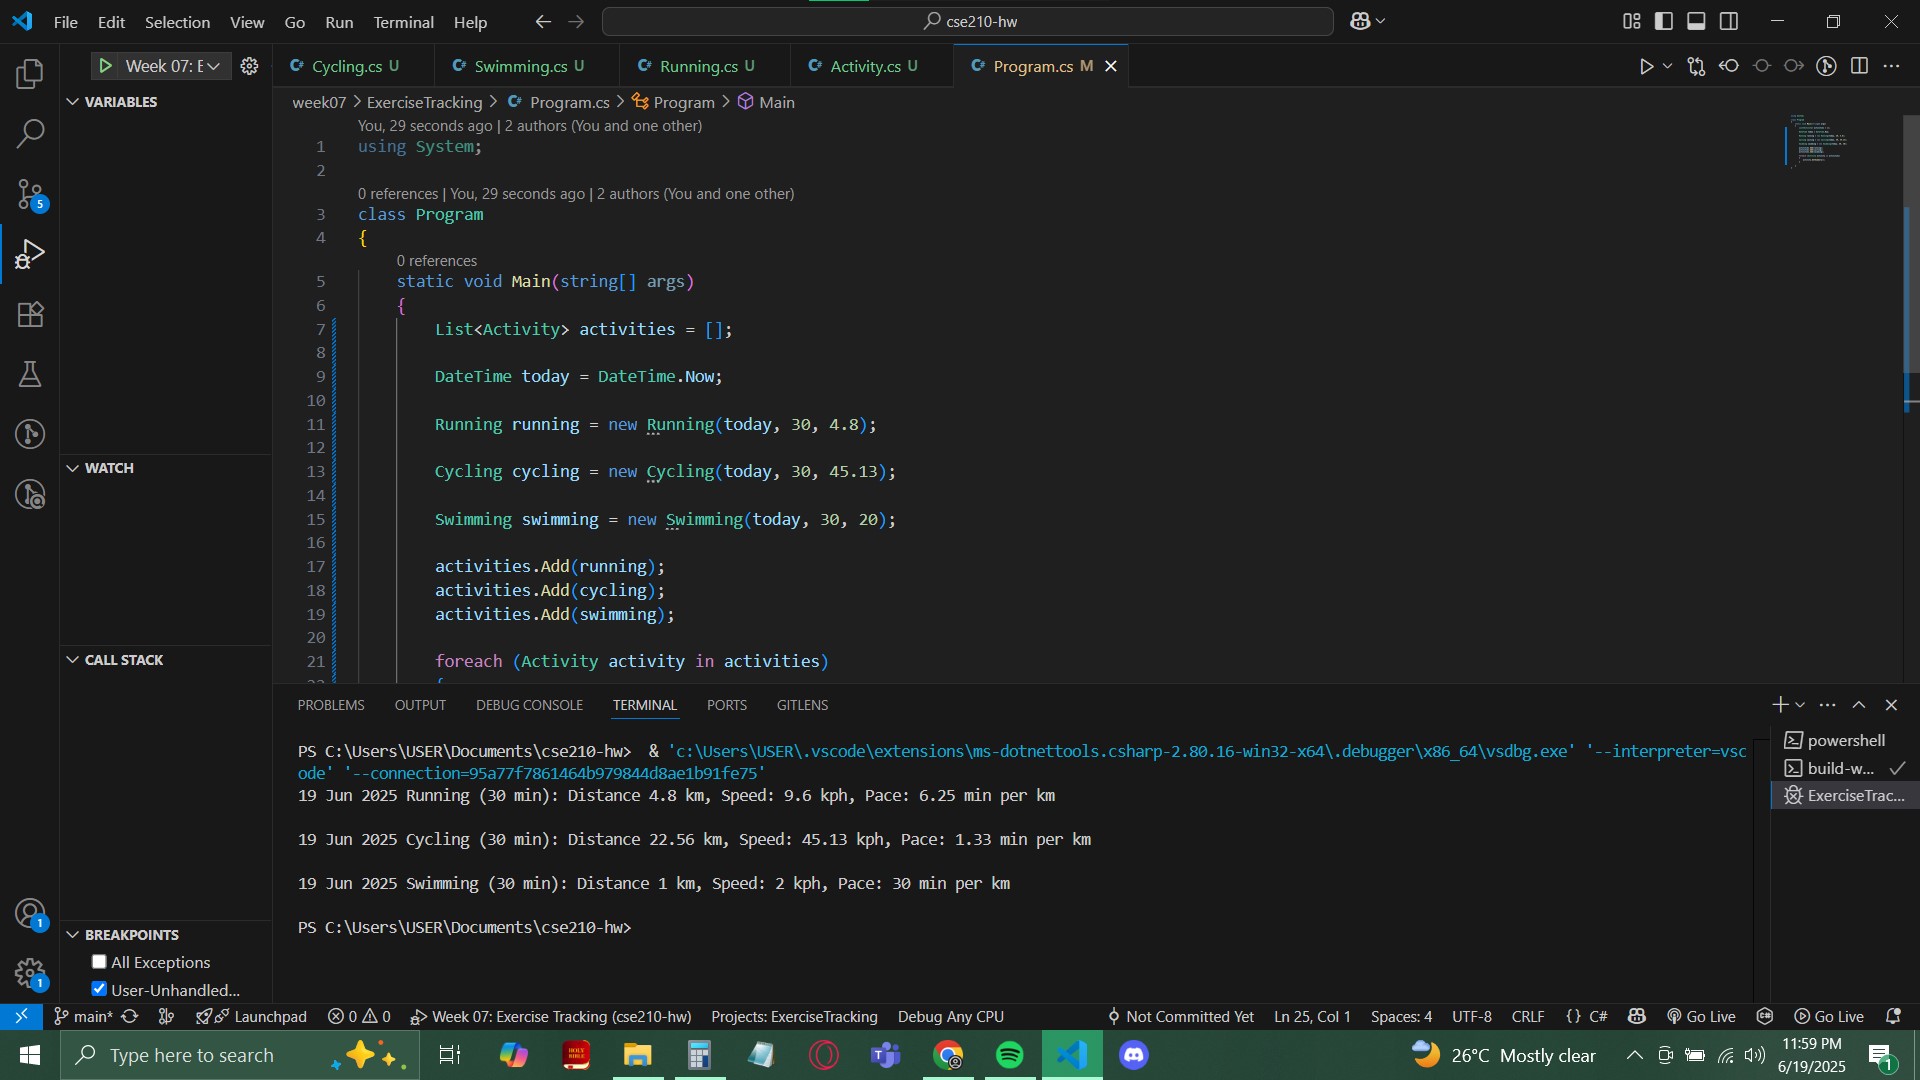 File Edit Selection View Go Run Terminal Help
cse210-hw
Week 07: E
Cycling.cs U
Swimming.cs U
Running.cs U
Activity.cs U
Program.cs M
VARIABLES
WATCH
CALL STACK
BREAKPOINTS
All Exceptions
User-Unhandled...
5
1
1
week07 > ExerciseTracking > Program.cs > Program > Main
You, 29 seconds ago | 2 authors (You and one other)
1 using System;
2
0 references | You, 29 seconds ago | 2 authors (You and one other)
3 class Program
4 {
0 references
5 static void Main(string[] args)
6 {
7 List<Activity> activities = [];
8
9 DateTime today = DateTime.Now;
10
11 Running running = new Running(today, 30, 4.8);
12
13 Cycling cycling = new Cycling(today, 30, 45.13);
14
15 Swimming swimming = new Swimming(today, 30, 20);
16
17 activities.Add(running);
18 activities.Add(cycling);
19 activities.Add(swimming);
20
21 foreach (Activity activity in activities)
PROBLEMS OUTPUT DEBUG CONSOLE TERMINAL PORTS GITLENS
PS C:\Users\USER\Documents\cse210-hw>  & 'c:\Users\USER\.vscode\extensions\ms-dotnettools.csharp-2.80.16-win32-x64\.debugger\x86_64\vsdbg.exe' '--interpreter=vsc
ode' '--connection=95a77f7861464b979844d8ae1b91fe75'
19 Jun 2025 Running (30 min): Distance 4.8 km, Speed: 9.6 kph, Pace: 6.25 min per km
19 Jun 2025 Cycling (30 min): Distance 22.56 km, Speed: 45.13 kph, Pace: 1.33 min per km
19 Jun 2025 Swimming (30 min): Distance 1 km, Speed: 2 kph, Pace: 30 min per km
PS C:\Users\USER\Documents\cse210-hw>
powershell
build-w...
ExerciseTrac...
main* Launchpad 0 0 Week 07: Exercise Tracking (cse210-hw) Projects: ExerciseTracking Debug Any CPU Not Committed Yet Ln 25, Col 1 Spaces: 4 UTF-8 CRLF {} C# Go Live Go Live
Type here to search
HOLY BIBLE
26°C Mostly clear
11:59 PM
6/19/2025
1